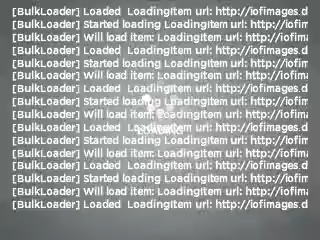 [BulkLoader] Loaded LoadingItem url: http://iofimages.d
[BulkLoader] Started loading LoadingItem url: http://iofin
[BulkLoader] Will load item: LoadingItem url: http://iofima
[BulkLoader] Loaded LoadingItem url: http://iofimages.d
[BulkLoader] Started loading LoadingItem url: http://iofin
[BulkLoader] Will load item: LoadingItem url: http://iofima
[BulkLoader] Loaded LoadingItem url: http://iofimages.d
[BulkLoader] Started loading LoadingItem url: http://iofin
[BulkLoader] Will load item: LoadingItem url: http://iofima
[BulkLoader] Loaded LoadingItem url: http://iofimages.d
[BulkLoader] Started loading LoadingItem url: http://iofin
[BulkLoader] Will load item: LoadingItem url: http://iofima
[BulkLoader] Loaded LoadingItem url: http://iofimages.d
[BulkLoader] Started loading LoadingItem url: http://iofin
[BulkLoader] Will load item: LoadingItem url: http://iofima
[BulkLoader] Loaded LoadingItem url: http://iofimages.d